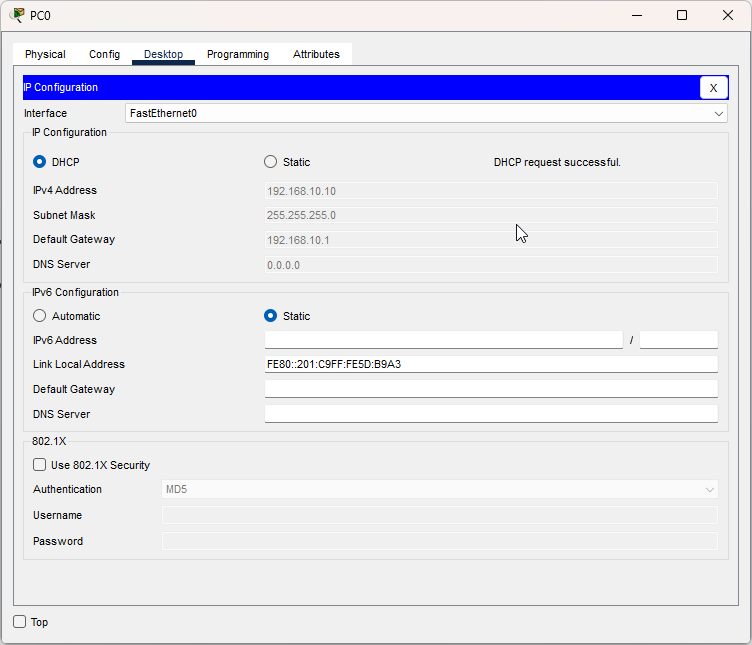 PC0
Physical Config Desktop Programming Attributes
IP Configuration X
Interface FastEthernet0
IP Configuration
DHCP Static DHCP request successful.
IPv4 Address 192.168.10.10
Subnet Mask 255.255.255.0
Default Gateway 192.168.10.1
DNS Server 0.0.0.0
IPv6 Configuration
Automatic Static
IPv6 Address /
Link Local Address FE80::201:C9FF:FE5D:B9A3
Default Gateway
DNS Server
802.1X
Use 802.1X Security
Authentication MD5
Username
Password
Top